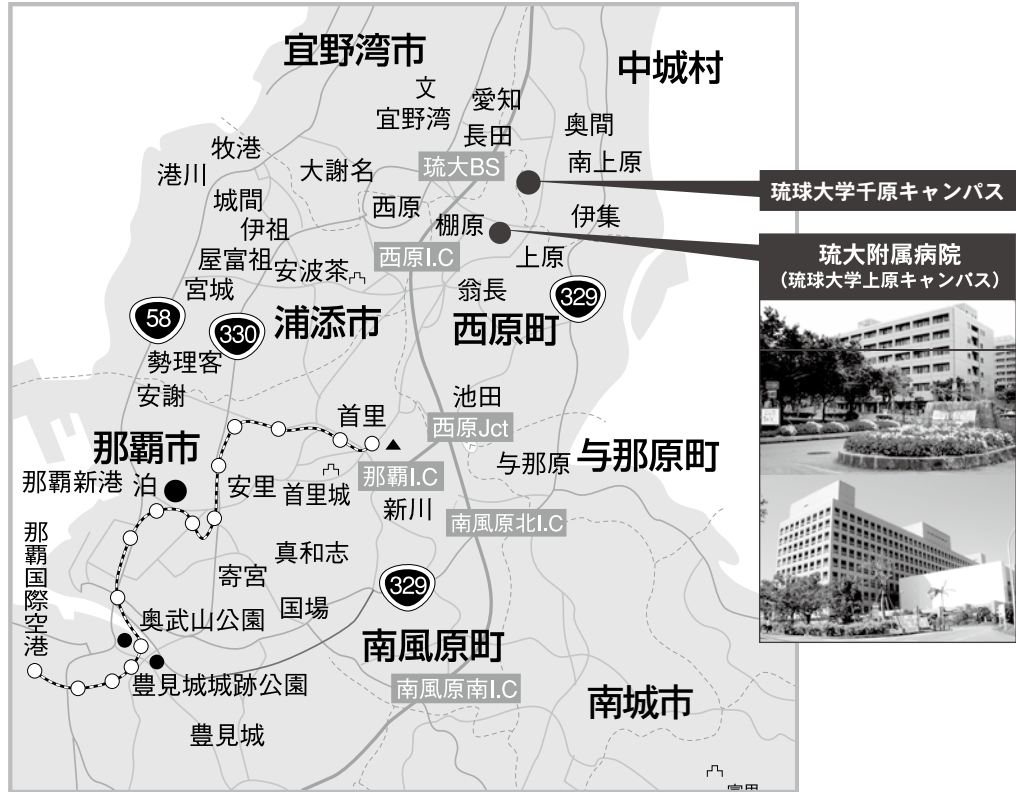 宜野湾市
中城村
文
宜野湾
愛知
長田
奥間
南上原
牧港
港川
大謝名
琉大BS
琉球大学千原キャンパス
城間
西原
棚原
伊集
伊祖
屋富祖
安波茶
西原I.C
上原
琉大附属病院
(琉球大学上原キャンパス)
宮城
翁長
329
58
330
浦添市
西原町
勢理客
安謝
池田
首里
西原Jct
那覇市
与那原
与那原町
那覇新港
泊
安里
首里城
那覇I.C
新川
南風原北I.C
那覇国際空港
真和志
寄宮
329
国場
奥武山公園
南風原町
豊見城城跡公園
南風原南I.C
南城市
豊見城